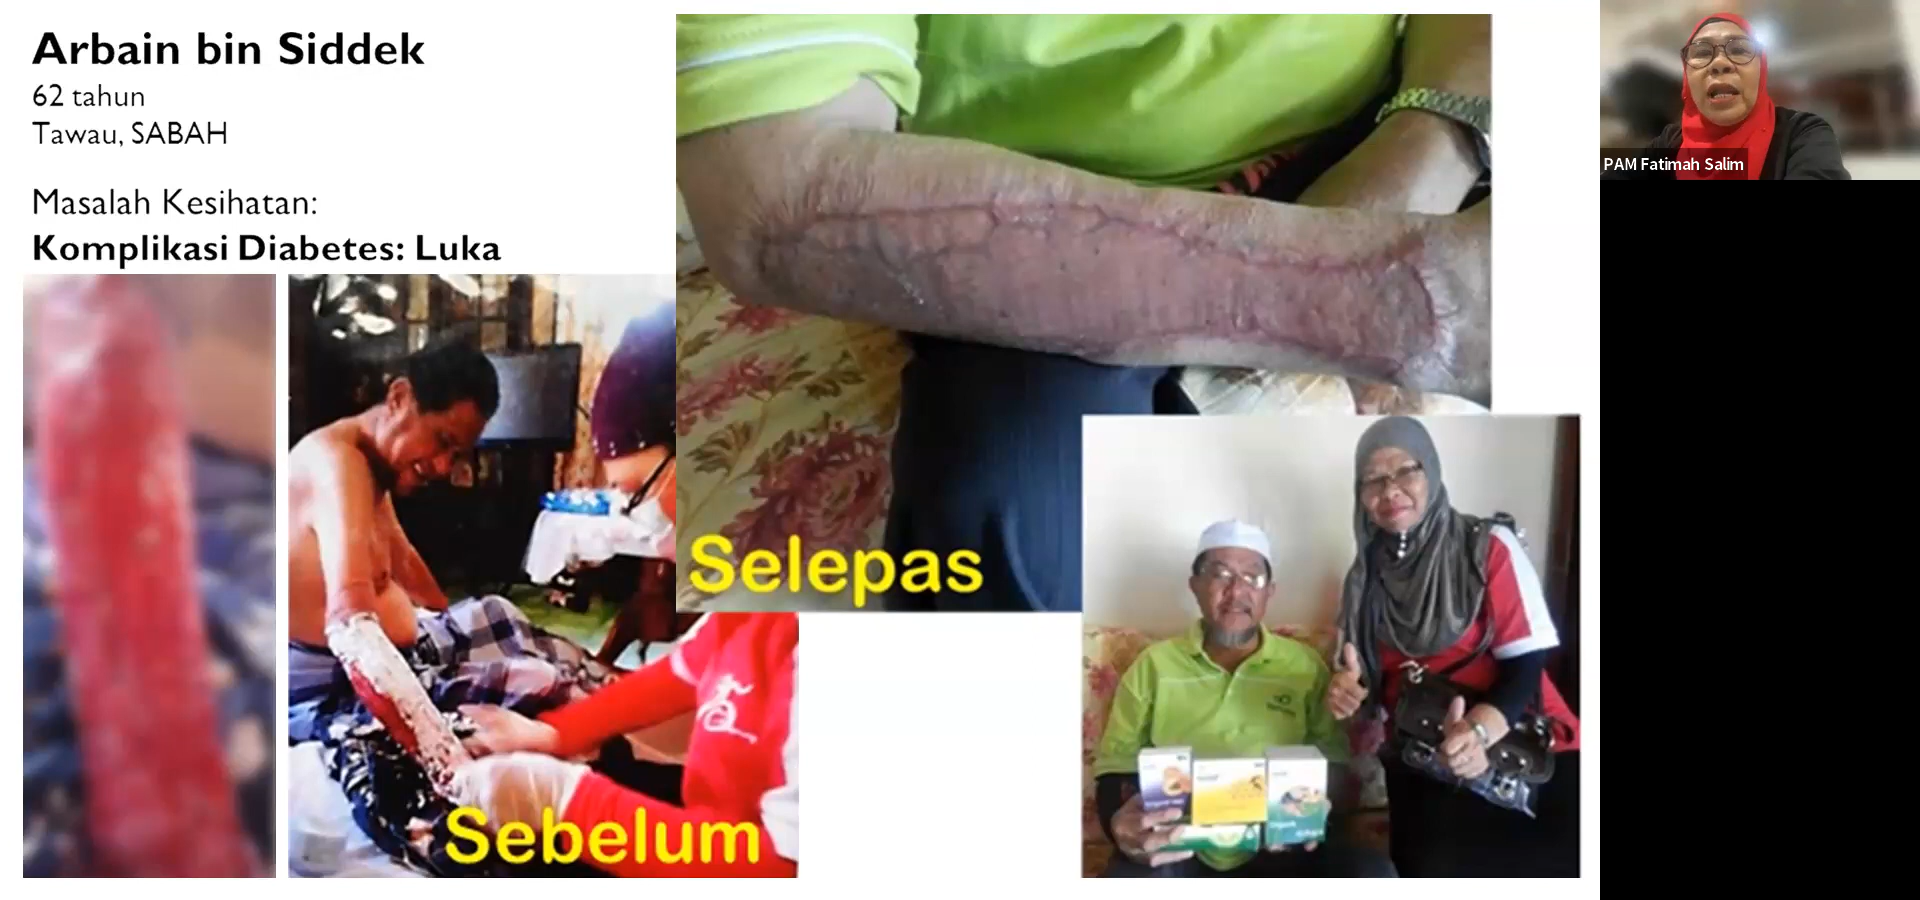 Arbain bin Siddek
62 tahun
Tawau, SABAH
Masalah Kesihatan:
Komplikasi Diabetes: Luka
Selepas
Sebelum
PAM Fatimah Salim